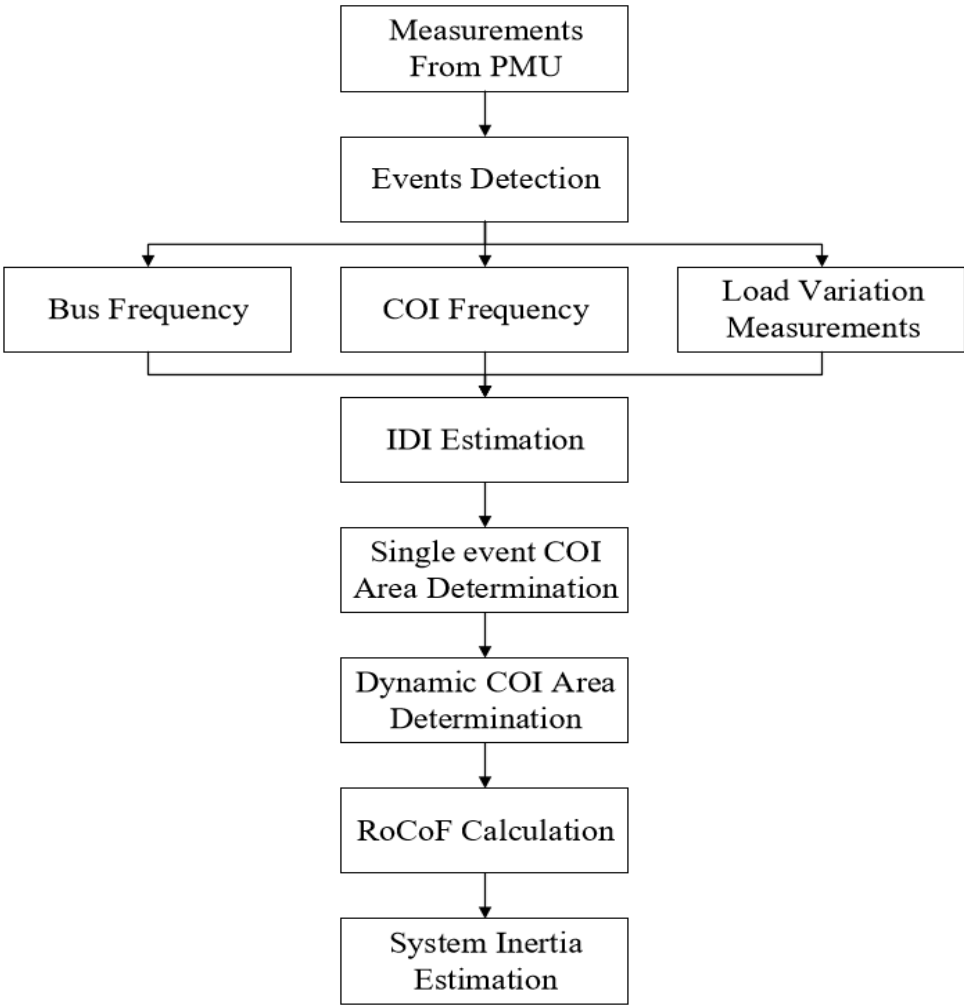 Measurements
From PMU
Events Detection
Bus Frequency
COI Frequency
Load Variation
Measurements
IDI Estimation
Single event COI
Area Determination
Dynamic COI Area
Determination
RoCoF Calculation
System Inertia
Estimation